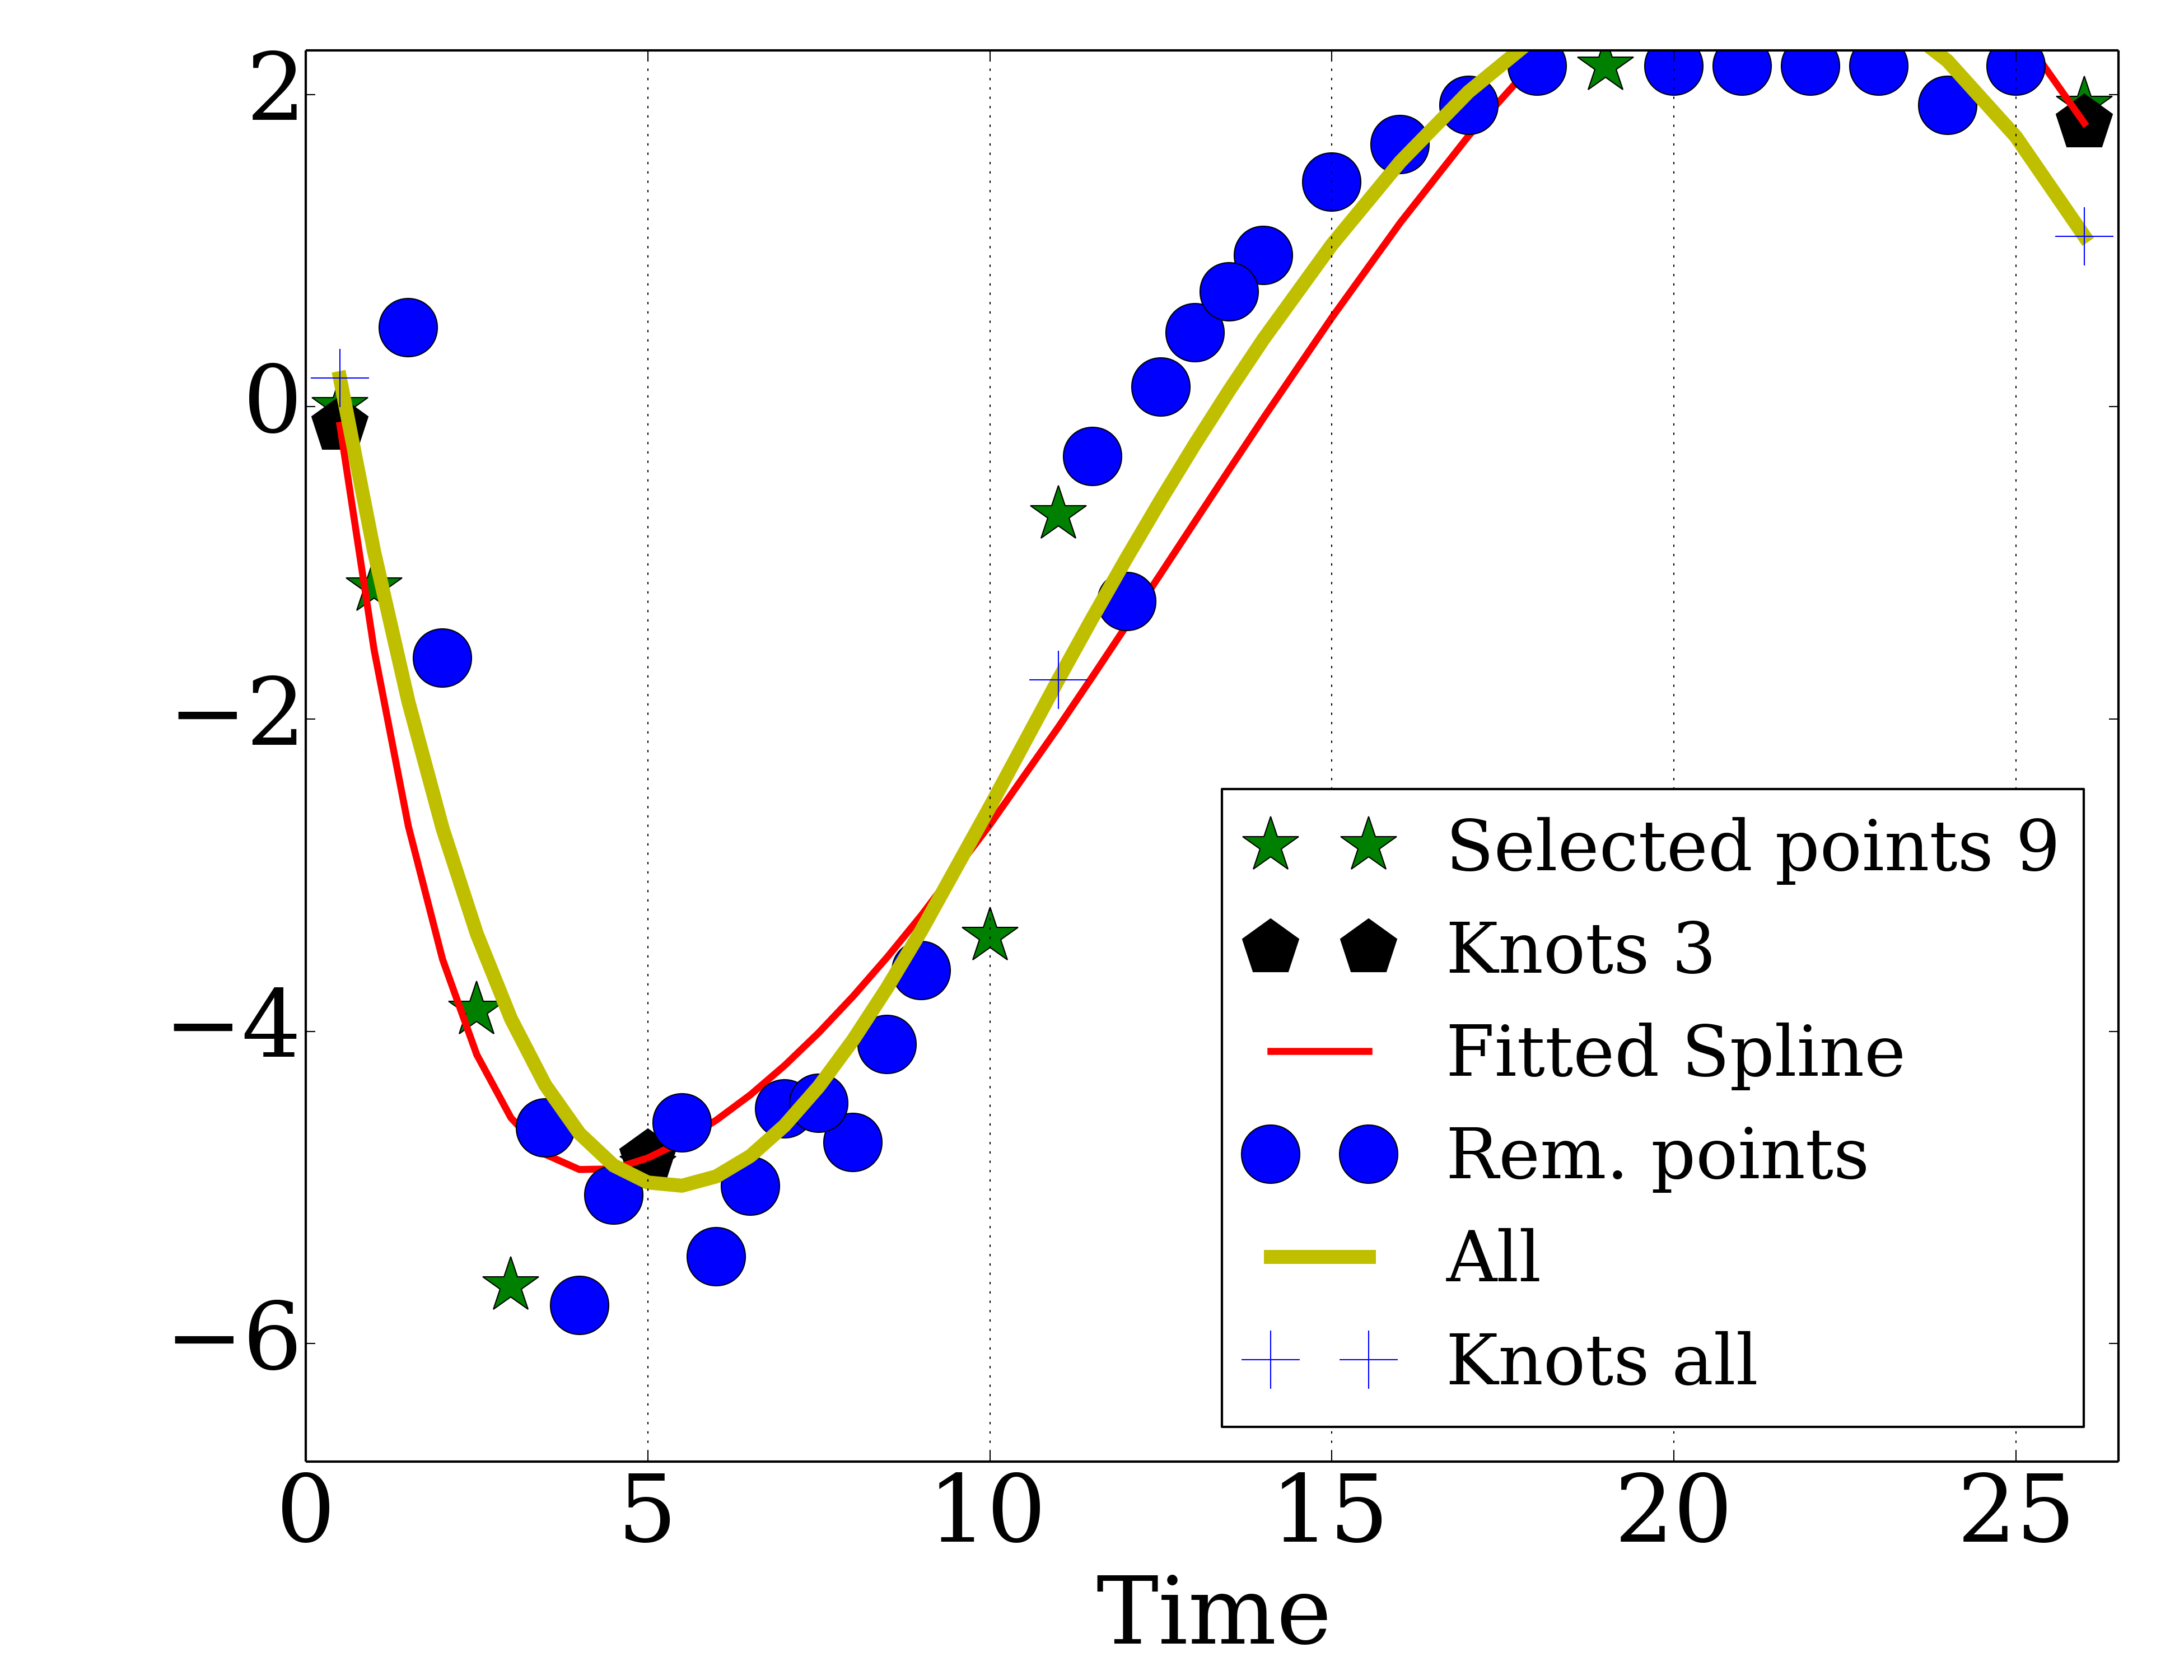 2
0
−2
−4
−6
0 5 10 15 20 25
Time
Selected points 9
Knots 3
Fitted Spline
Rem. points
All
Knots all